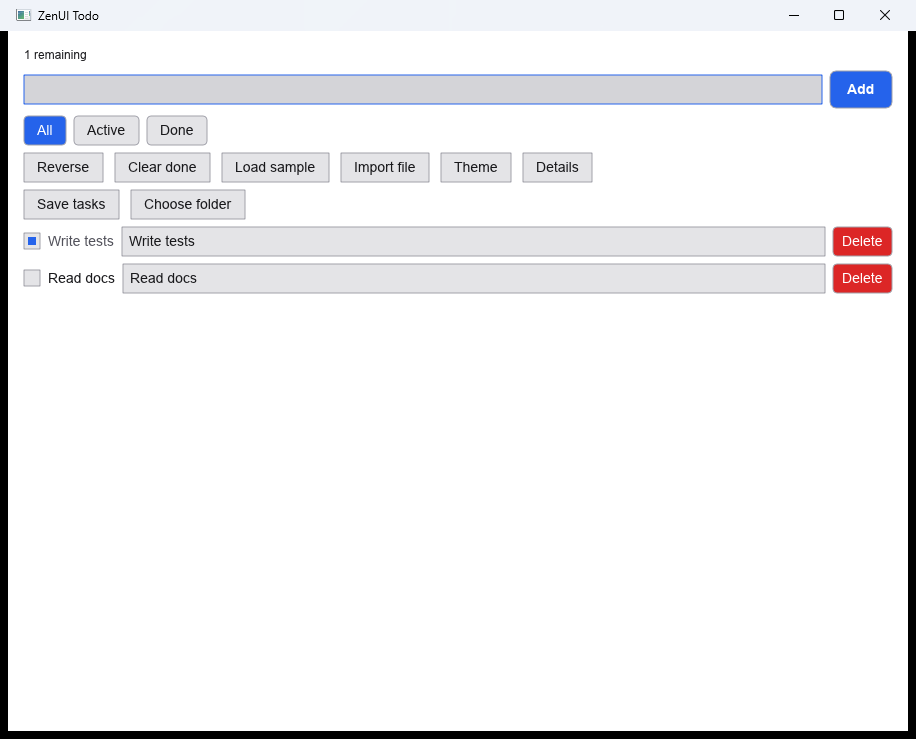 ZenUI Todo
1 remaining
Add
All Active Done
Reverse Clear done Load sample Import file Theme Details
Save tasks Choose folder
Write tests Write tests Delete
Read docs Read docs Delete